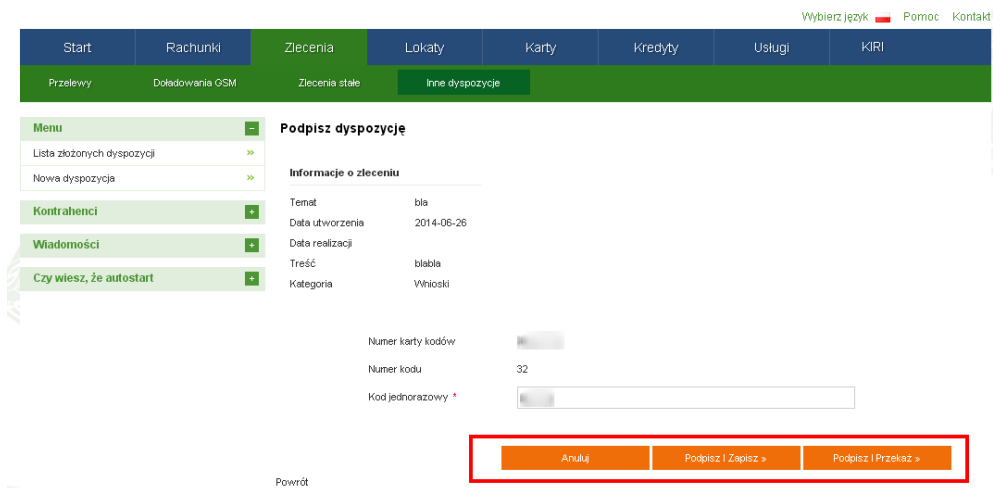 Wybierz język Pomoc Kontakt
Start Rachunki Zlecenia Lokaty Karty Kredyty Usługi KIRI
Przelewy Doładowania GSM Zlecenia stałe Inne dyspozycje
Menu
Lista złożonych dyspozycji
Nowa dyspozycja
Kontrahenci
Wiadomości
Czy wiesz, że autostart
Podpisz dyspozycję
Informacje o zleceniu
Temat bla
Data utworzenia 2014-06-26
Data realizacji
Treść blabla
Kategoria Wnioski
Numer karty kodów
Numer kodu 32
Kod jednorazowy *
Anuluj Podpisz I Zapisz » Podpisz I Przekaż »
Powrót